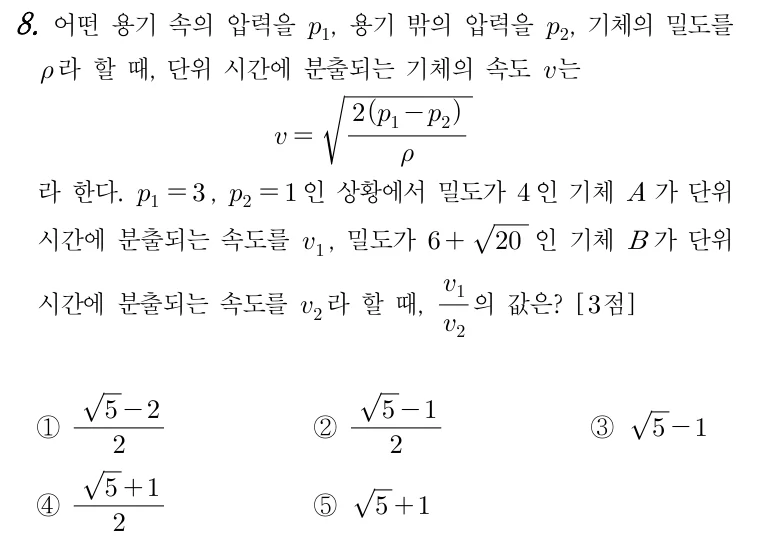 8. 어떤 용기 속의 압력을 p₁, 용기 밖의 압력을 p₂, 기체의 밀도를
ρ라 할 때, 단위 시간에 분출되는 기체의 속도 v는
v = √(2(p₁−p₂)/ρ)
라 한다. p₁=3, p₂=1인 상황에서 밀도가 4인 기체 A가 단위
시간에 분출되는 속도를 v₁, 밀도가 6+√20 인 기체 B가 단위
시간에 분출되는 속도를 v₂라 할 때, v₁/v₂의 값은? [3점]
① (√5−2)/2 ② (√5−1)/2 ③ √5−1
④ (√5+1)/2 ⑤ √5+1